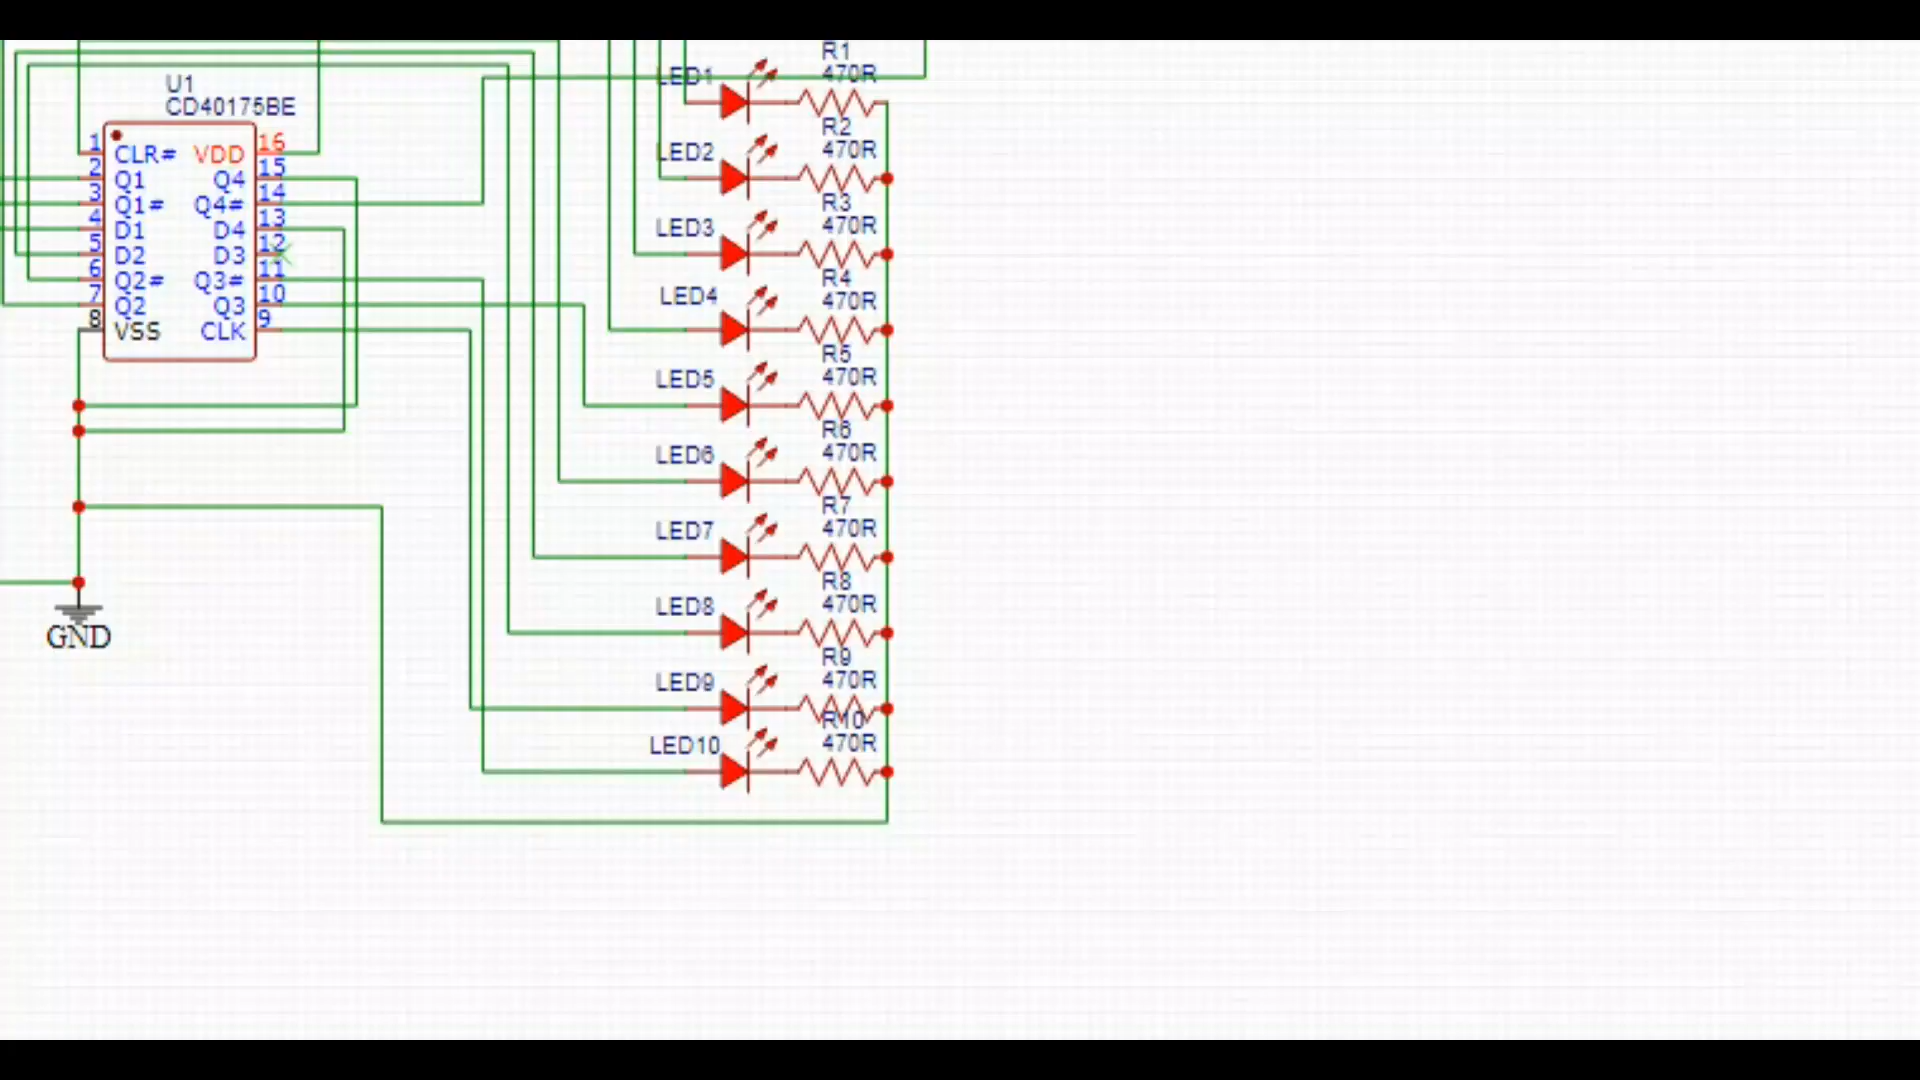 U1
CD40175BE
1 CLR# VDD 16
2 Q1 Q4 15
3 Q1# Q4# 14
4 D1 D4 13
5 D2 D3 12
6 Q2# Q3# 11
7 Q2 Q3 10
8 VSS CLK 9
GND
R1
LED1 470R
R2
LED2 470R
R3
LED3 470R
R4
LED4 470R
R5
LED5 470R
R6
LED6 470R
R7
LED7 470R
R8
LED8 470R
R9
LED9 470R
R10
LED10 470R